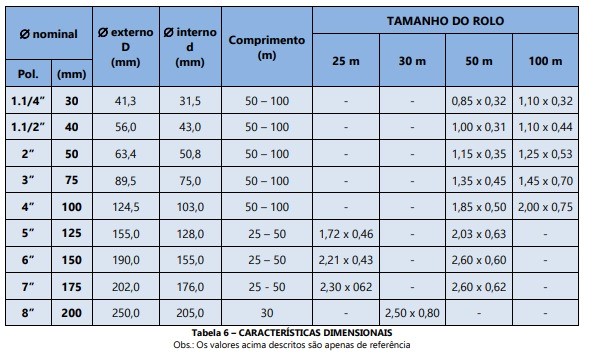 Ø nominal Ø externo D (mm) Ø interno d (mm) Comprimento (m) TAMANHO DO ROLO
Pol. (mm) 25 m 30 m 50 m 100 m
1.1/4” 30 41,3 31,5 50 – 100 - - 0,85 x 0,32 1,10 x 0,32
1.1/2” 40 56,0 43,0 50 – 100 - - 1,00 x 0,31 1,10 x 0,44
2” 50 63,4 50,8 50 – 100 - - 1,15 x 0,35 1,25 x 0,53
3” 75 89,5 75,0 50 – 100 - - 1,35 x 0,45 1,45 x 0,70
4” 100 124,5 103,0 50 – 100 - - 1,85 x 0,50 2,00 x 0,75
5” 125 155,0 128,0 25 – 50 1,72 x 0,46 - 2,03 x 0,63 -
6” 150 190,0 155,0 25 – 50 2,21 x 0,43 - 2,60 x 0,60 -
7” 175 202,0 176,0 25 - 50 2,30 x 062 - 2,60 x 0,62 -
8” 200 250,0 205,0 30 - 2,50 x 0,80 - -
Tabela 6 – CARACTERÍSTICAS DIMENSIONAIS
Obs.: Os valores acima descritos são apenas de referência